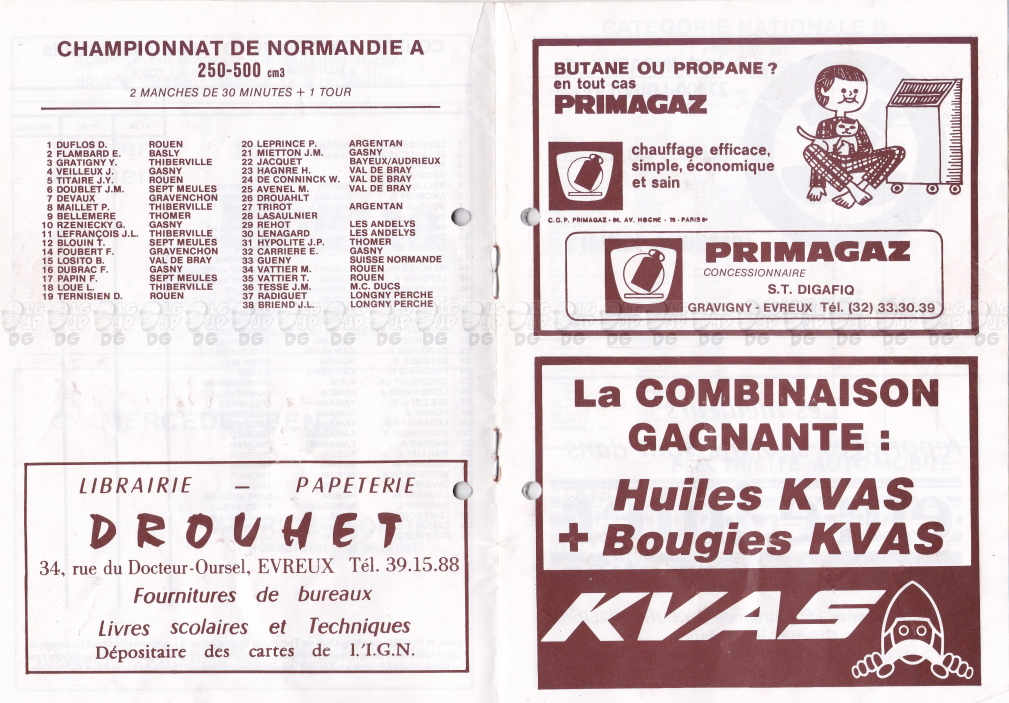 CHAMPIONNAT DE NORMANDIE A
250-500 cm3
2 MANCHES DE 30 MINUTES + 1 TOUR
1 DUFLOS D. ROUEN
2 FLAMBARD E. BASLY
3 GRATIGNY Y. THIBERVILLE
4 VEILLEUX J. GASNY
5 TITAIRE J.Y. ROUEN
6 DOUBLET J.M. SEPT MEULES
7 DEVAUX GRAVENCHON
8 MAILLET P. THIBERVILLE
9 BELLEMERE THOMER
10 RZENIECKY G. GASNY
11 LEFRANÇOIS J.L. THIBERVILLE
12 BLOUIN T. SEPT MEULES
14 FOUBERT F. GRAVENCHON
15 LOSITO B. VAL DE BRAY
16 DUBRAC F. GASNY
17 PAPIN F. SEPT MEULES
18 LOUE L. THIBERVILLE
19 TERNISIEN D. ROUEN
20 LEPRINCE P. ARGENTAN
21 MIETTON J.M. GASNY
22 JACQUET BAYEUX/AUDRIEUX
23 HAGNRE H. VAL DE BRAY
24 DE CONNINCK W. VAL DE BRAY
25 AVENEL M. VAL DE BRAY
26 DROUAHLT
27 TRIROT ARGENTAN
28 LASAULNIER
29 REHOT LES ANDELYS
30 LENAGARD LES ANDELYS
31 HYPOLITE J.P. THOMER
32 CARRIERE E. GASNY
33 GUENY SUISSE NORMANDE
34 VATTIER M. ROUEN
35 VATTIER T. ROUEN
36 TESSE J.M. M.C. DUCS
37 RADIGUET LONGNY PERCHE
38 BRIEND J.L. LONGNY PERCHE
LIBRAIRIE — PAPETERIE
DROUHET
34, rue du Docteur-Oursel, EVREUX Tél. 39.15.88
Fournitures de bureaux
Livres scolaires et Techniques
Dépositaire des cartes de l.'I.G.N.
BUTANE OU PROPANE ?
en tout cas
PRIMAGAZ
chauffage efficace,
simple, économique
et sain
C.G.P. PRIMAGAZ - 64, AV. HOCHE - 75 - PARIS 8e
PRIMAGAZ
CONCESSIONNAIRE
S.T. DIGAFIQ
GRAVIGNY - EVREUX Tél. (32) 33.30.39
La COMBINAISON
GAGNANTE :
Huiles KVAS
+ Bougies KVAS
KVAS